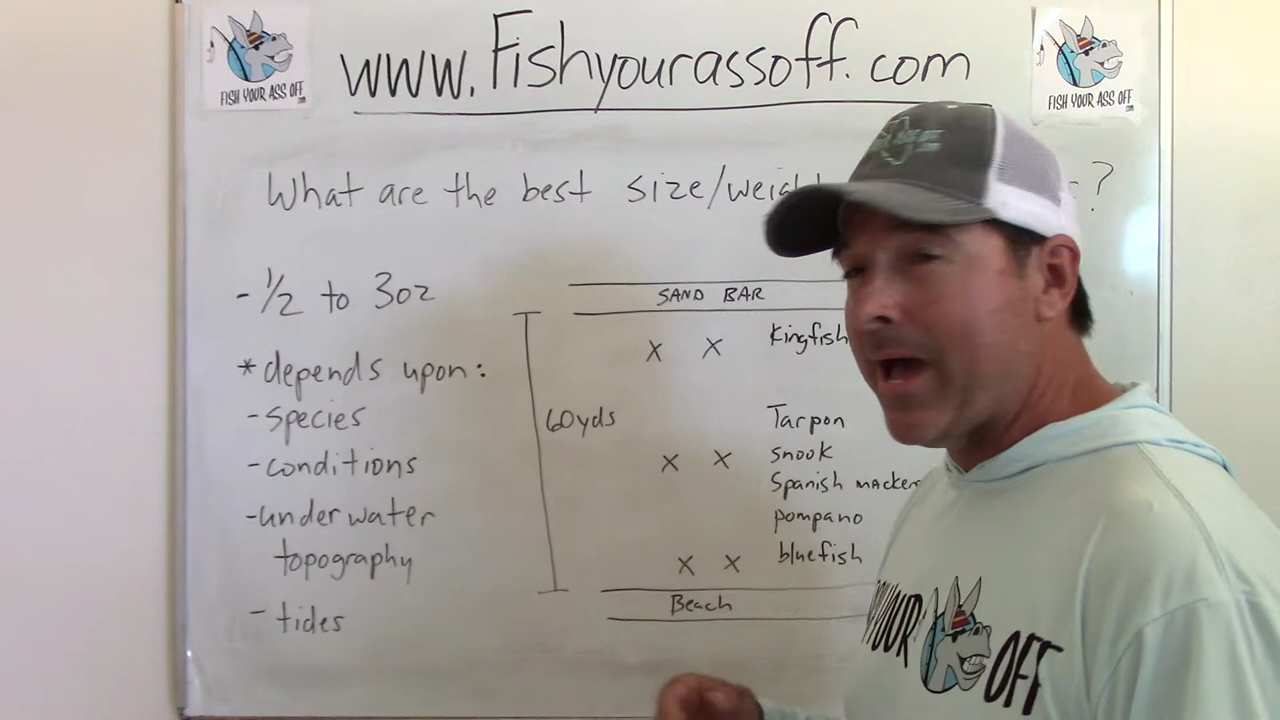 www.Fishyourassoff.com
FISH YOUR ASS OFF
.com
FISH YOUR ASS OFF
.com
What are the best size/weig ?
- 1/2 to 3oz
* depends upon:
- species
- conditions
- underwater
topography
- tides
SAND BAR
x x Kingfish
60yds
Tarpon
x x snook
Spanish macker
pompano
x x bluefish
Beach
YOUR OFF